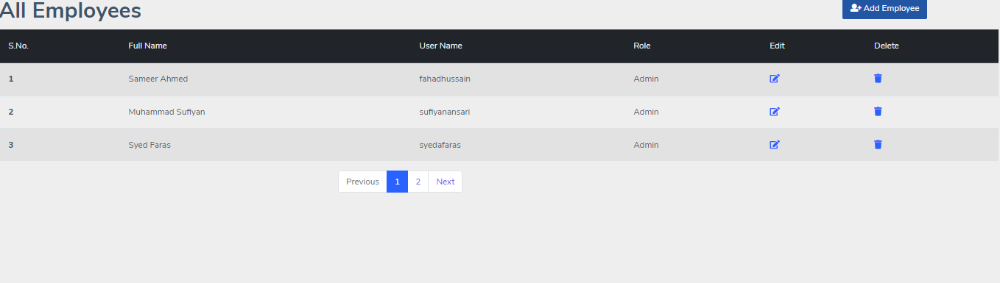 All Employees
Add Employee
S.No. Full Name User Name Role Edit Delete
1 Sameer Ahmed fahadhussain Admin
2 Muhammad Sufiyan sufiyanansari Admin
3 Syed Faras syedafaras Admin
Previous 1 2 Next